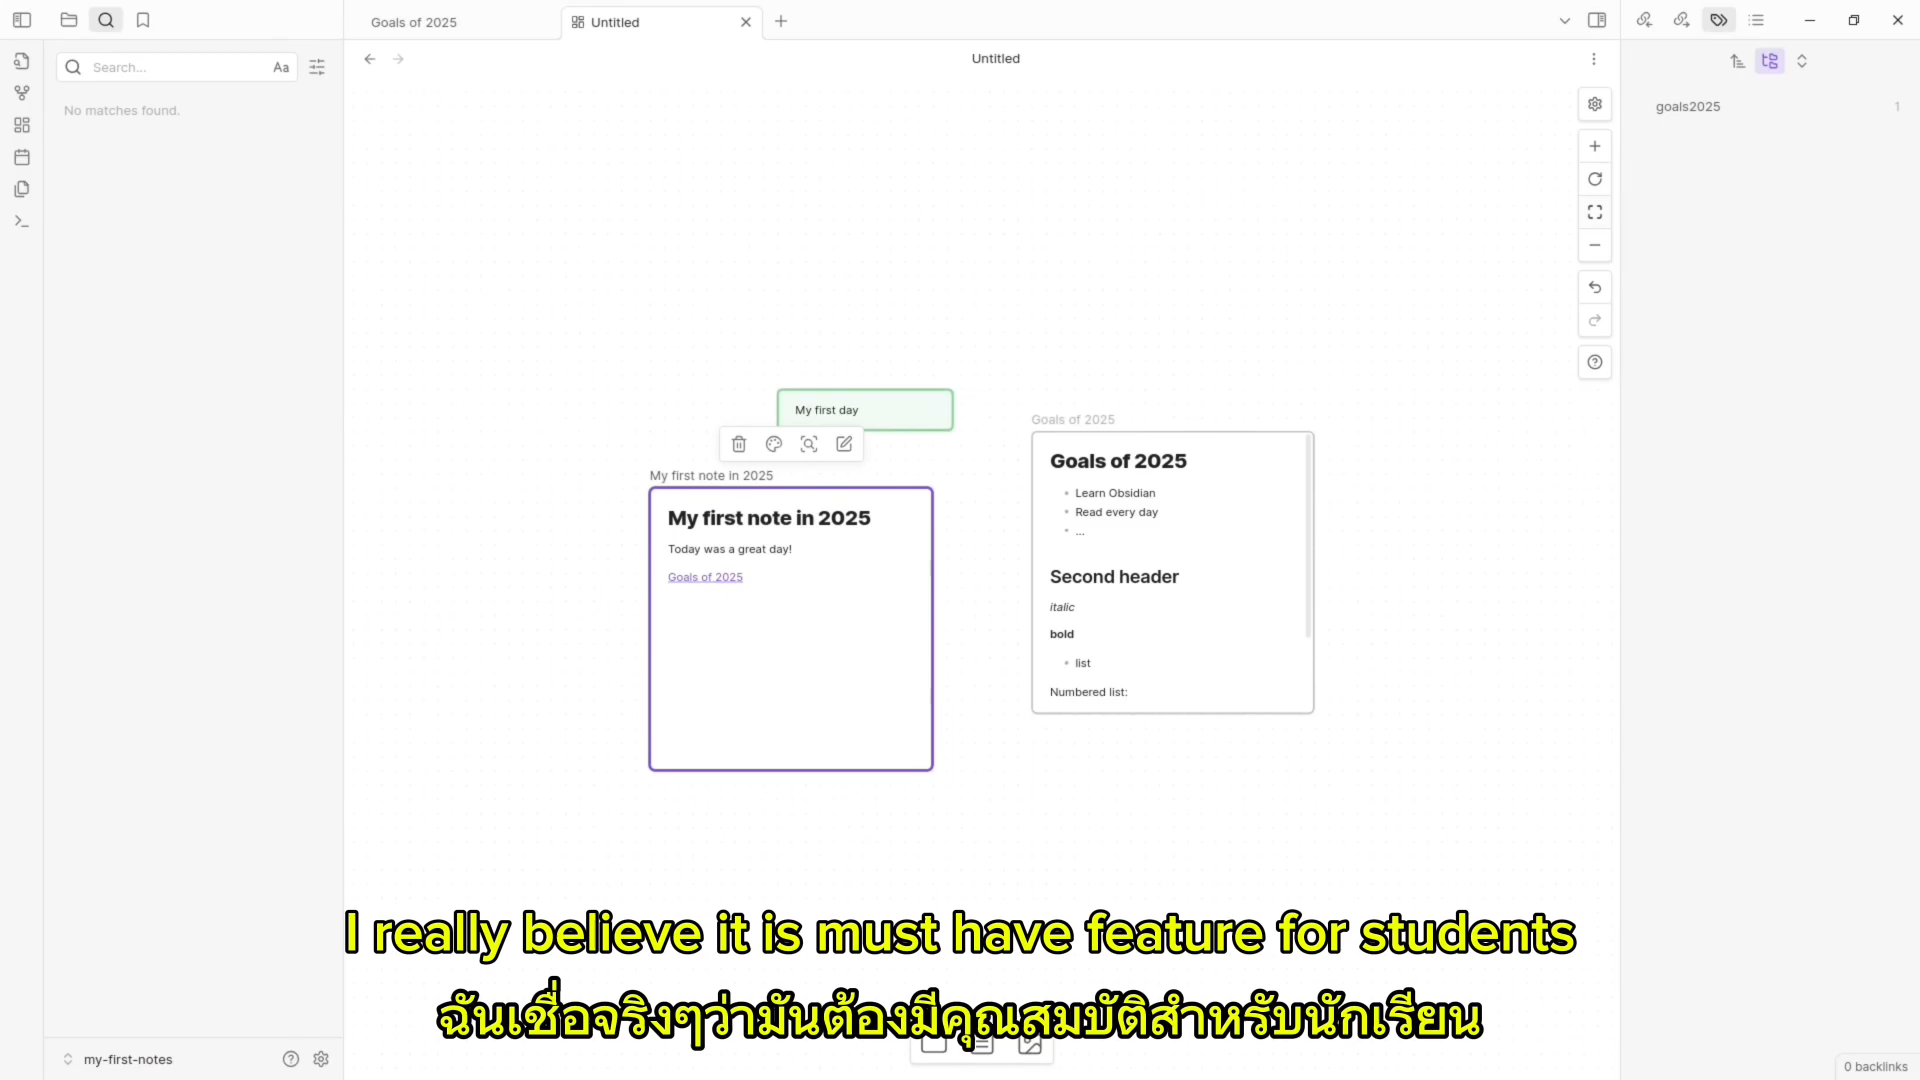 Goals of 2025
Untitled
Search...
Aa
No matches found.
Untitled
goals2025
1
My first day
My first note in 2025
My first note in 2025
Today was a great day!
Goals of 2025
Goals of 2025
Goals of 2025
Learn Obsidian
Read every day
...
Second header
italic
bold
list
Numbered list:
I really believe it is must have feature for students
ฉันเชื่อจริงๆว่ามันต้องมีคุณสมบัติสำหรับนักเรียน
my-first-notes
0 backlinks